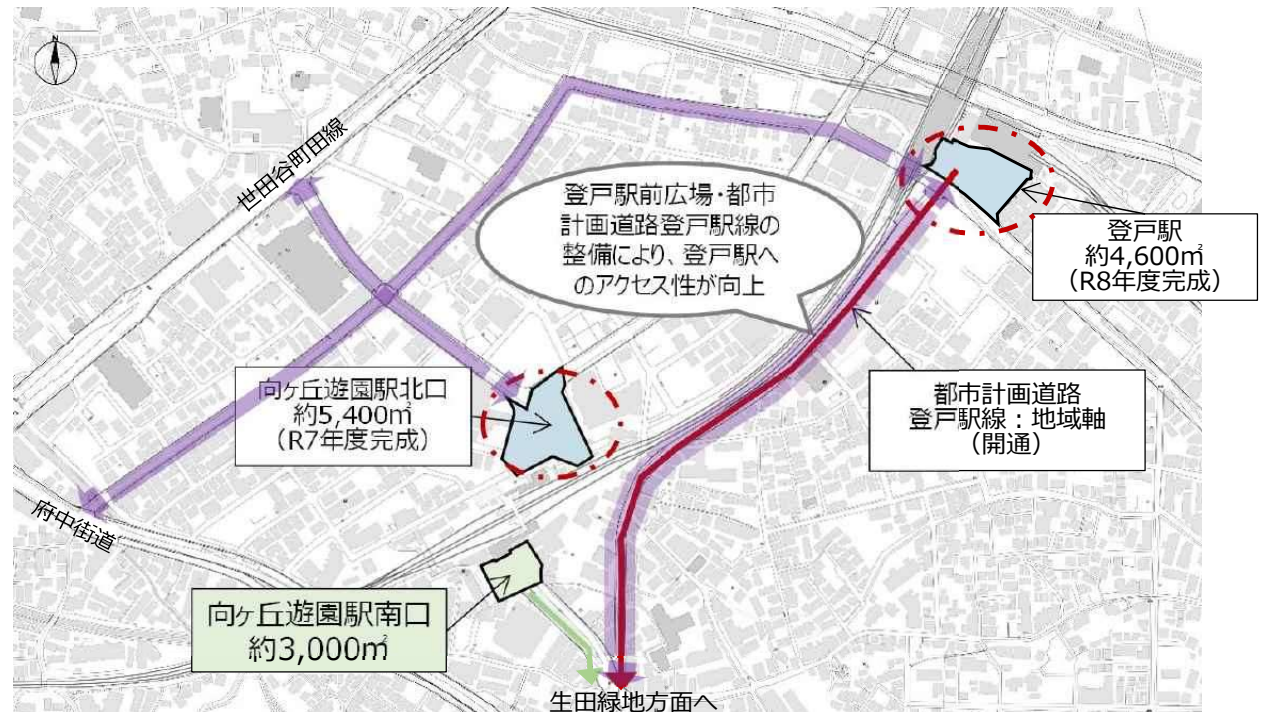 世田谷町田線
登戸駅前広場・都市
計画道路登戸駅線の
整備により、登戸駅へ
のアクセス性が向上
登戸駅
約4,600㎡
（R8年度完成）
向ヶ丘遊園駅北口
約5,400㎡
（R7年度完成）
都市計画道路
登戸駅線：地域軸
（開通）
府中街道
向ヶ丘遊園駅南口
約3,000㎡
生田緑地方面へ